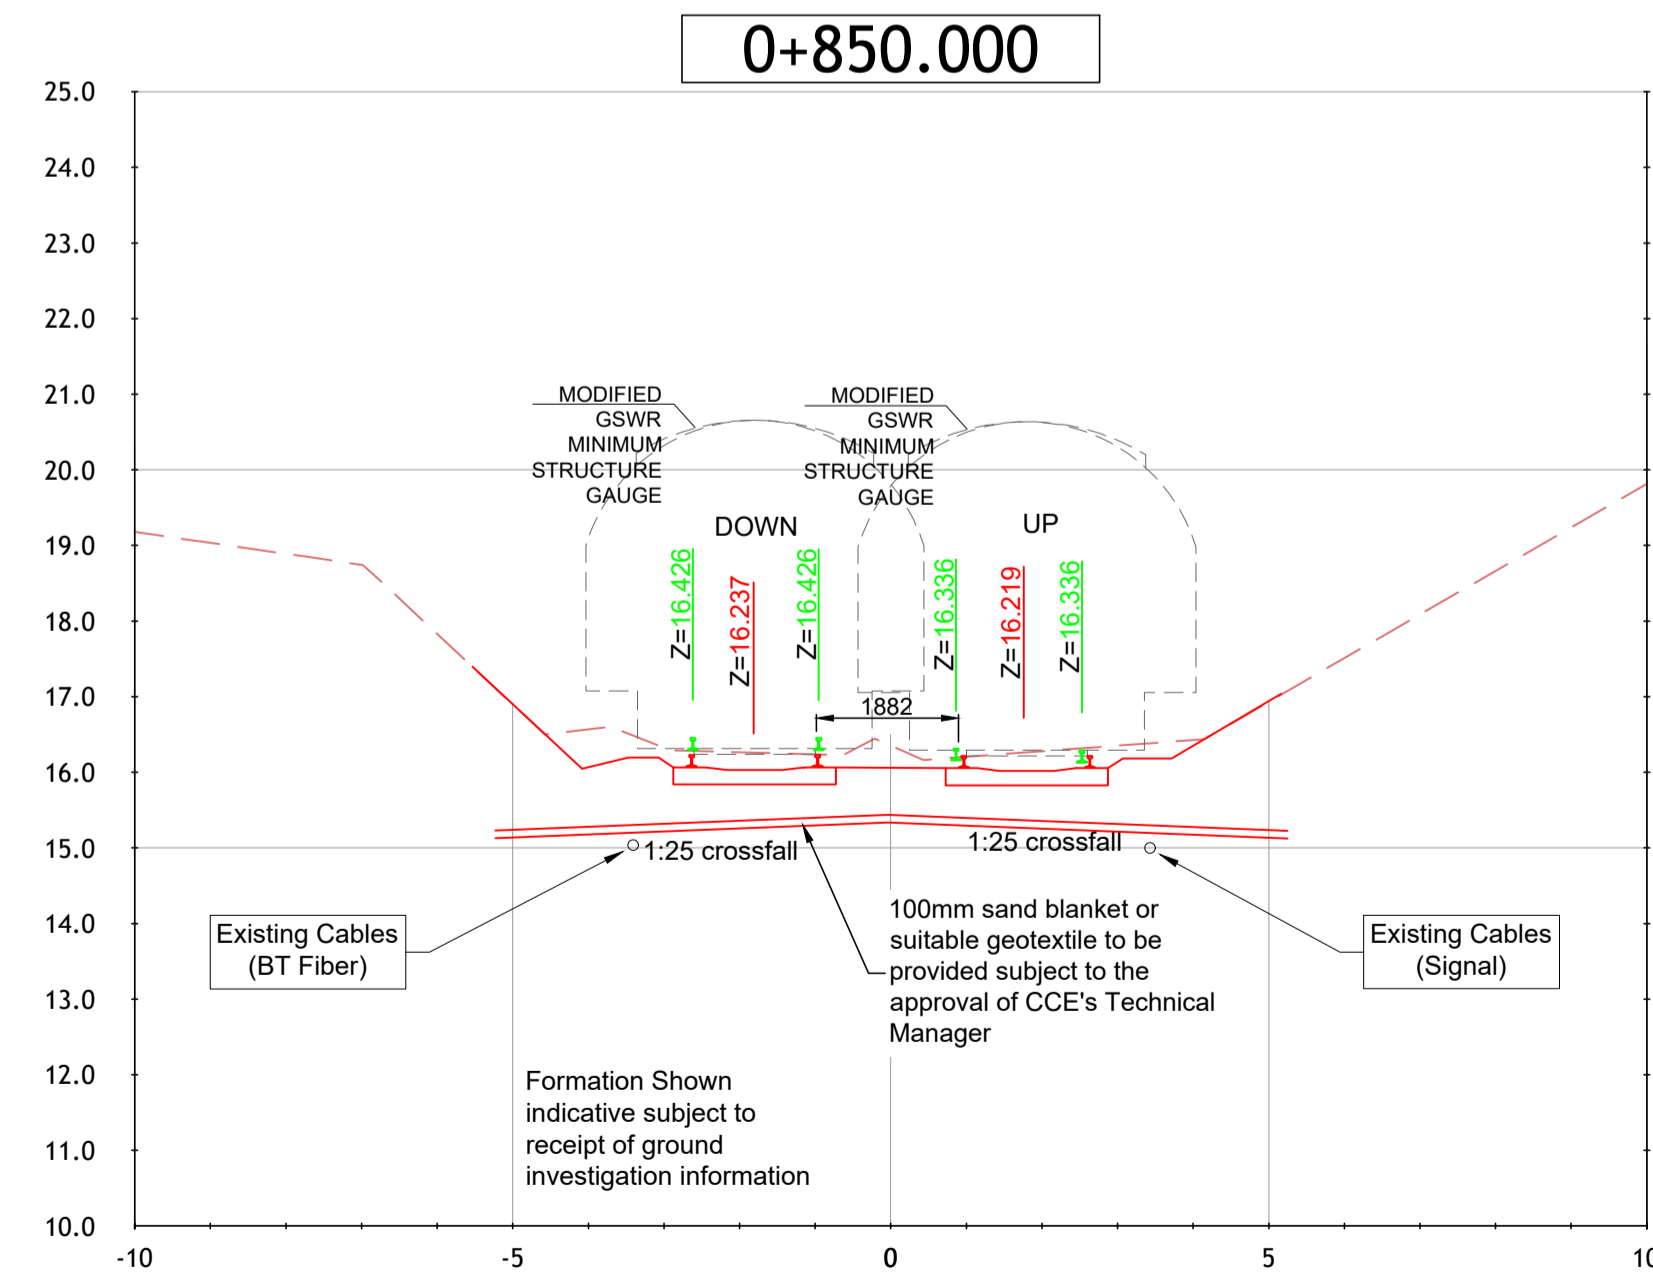 0+850.000
25.0
24.0
23.0
22.0
21.0
20.0
19.0
18.0
17.0
16.0
15.0
14.0
13.0
12.0
11.0
10.0
-10
-5
0
5
10
MODIFIED
GSWR
MINIMUM
STRUCTURE
GAUGE
MODIFIED
GSWR
MINIMUM
STRUCTURE
GAUGE
DOWN
UP
Z=16.426
Z=16.237
Z=16.426
Z=16.336
Z=16.219
Z=16.336
1882
1:25 crossfall
1:25 crossfall
Existing Cables
(BT Fiber)
100mm sand blanket or
suitable geotextile to be
provided subject to the
approval of CCE's Technical
Manager
Existing Cables
(Signal)
Formation Shown
indicative subject to
receipt of ground
investigation information